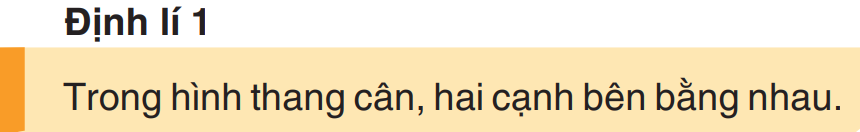 Định lí 1
Trong hình thang cân, hai cạnh bên bằng nhau.